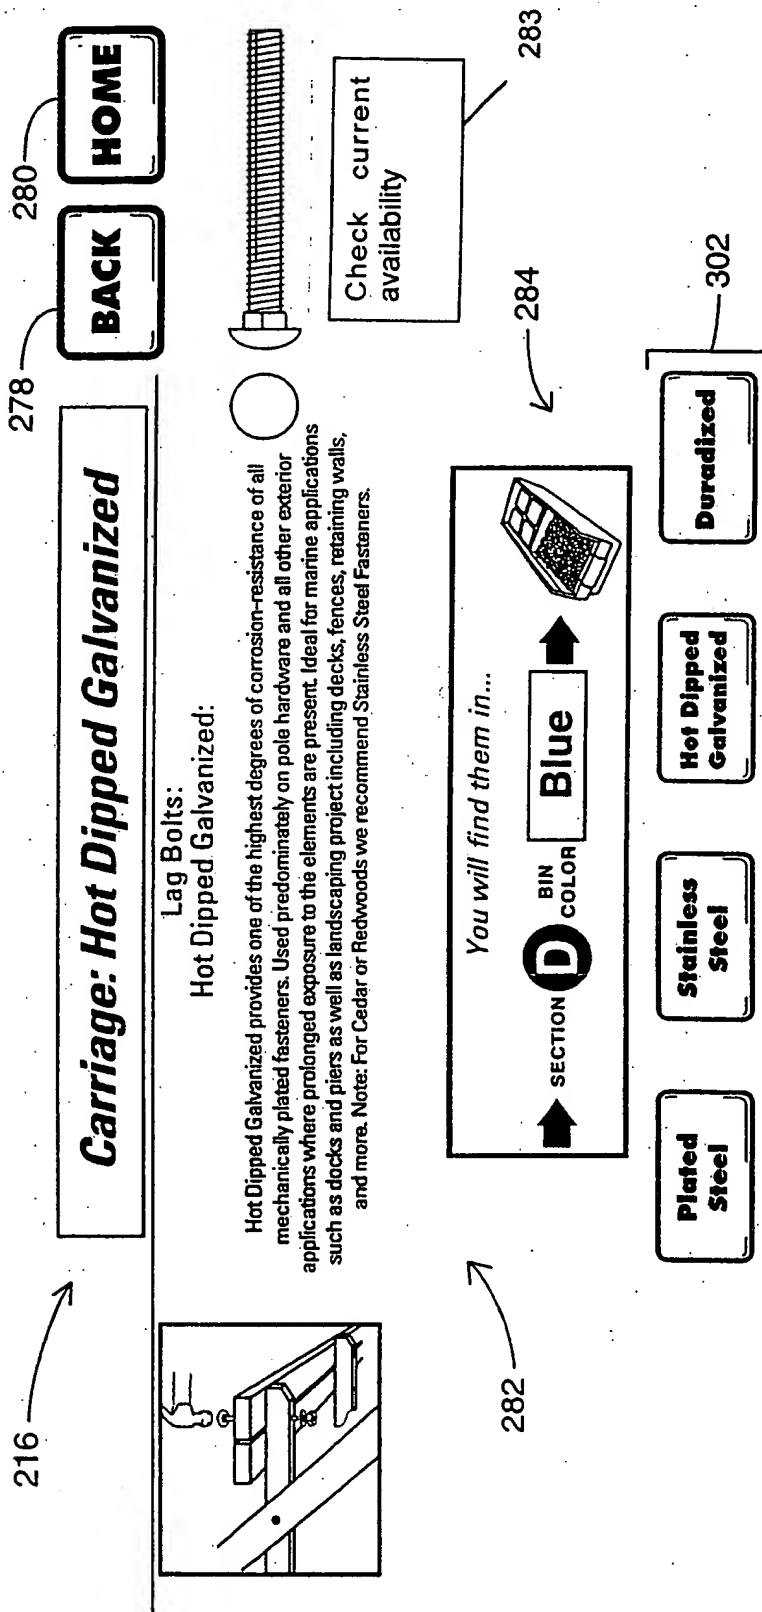 216
Carriage: Hot Dipped Galvanized
278
BACK
280
HOME
Lag Bolts:
Hot Dipped Galvanized:
Hot Dipped Galvanized provides one of the highest degrees of corrosion-resistance of all
mechanically plated fasteners. Used predominately on pole hardware and all other exterior
applications where prolonged exposure to the elements are present. Ideal for marine applications
such as docks and piers as well as landscaping project including decks, fences, retaining walls,
and more. Note: For Cedar or Redwoods we recommend Stainless Steel Fasteners.
Check current
availability
283
282
284
You will find them in...
SECTION
D
BIN
COLOR
Blue
Plated
Steel
Stainless
Steel
Hot Dipped
Galvanized
Duradized
302